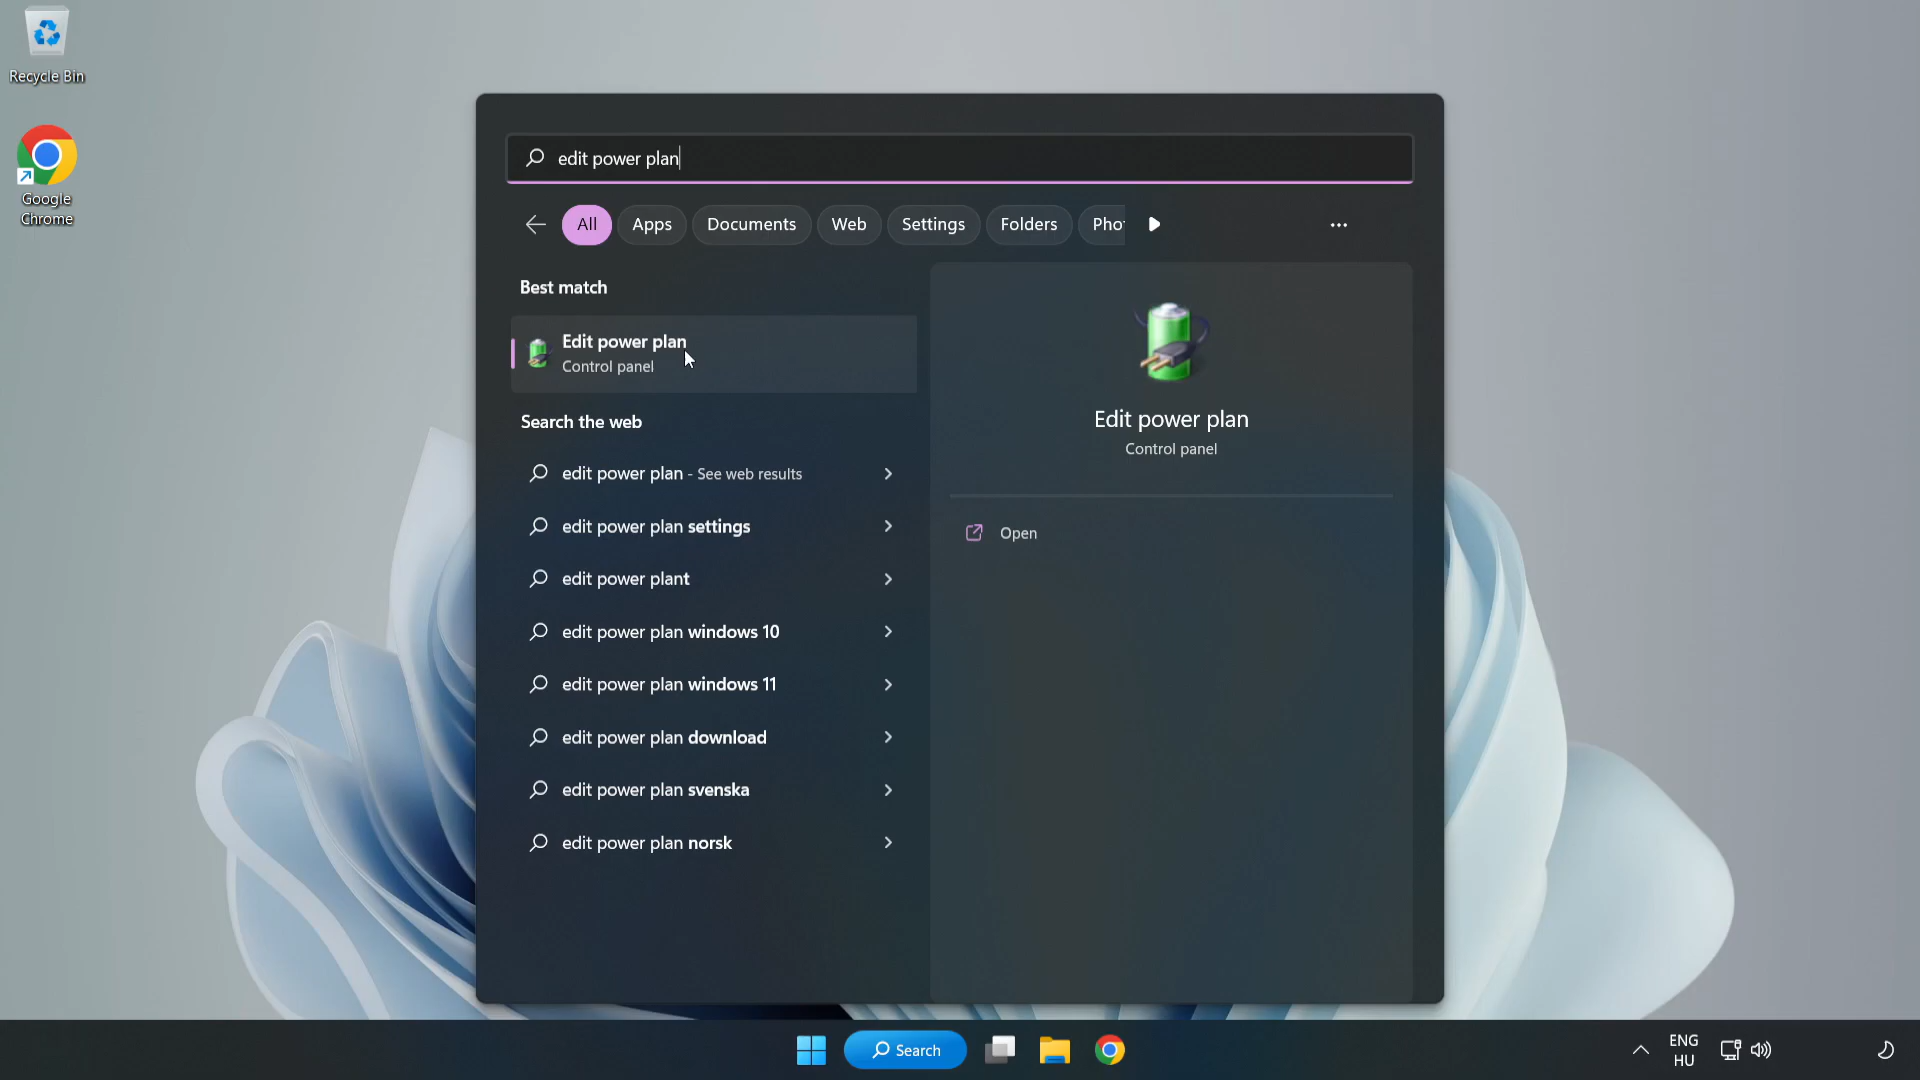 Recycle Bin
Google
Chrome
edit power plan
All
Apps
Documents
Web
Settings
Folders
Pho
Best match
Edit power plan
Control panel
Search the web
edit power plan - See web results
edit power plan settings
edit power plant
edit power plan windows 10
edit power plan windows 11
edit power plan download
edit power plan svenska
edit power plan norsk
Edit power plan
Control panel
Open
Search
ENG
HU